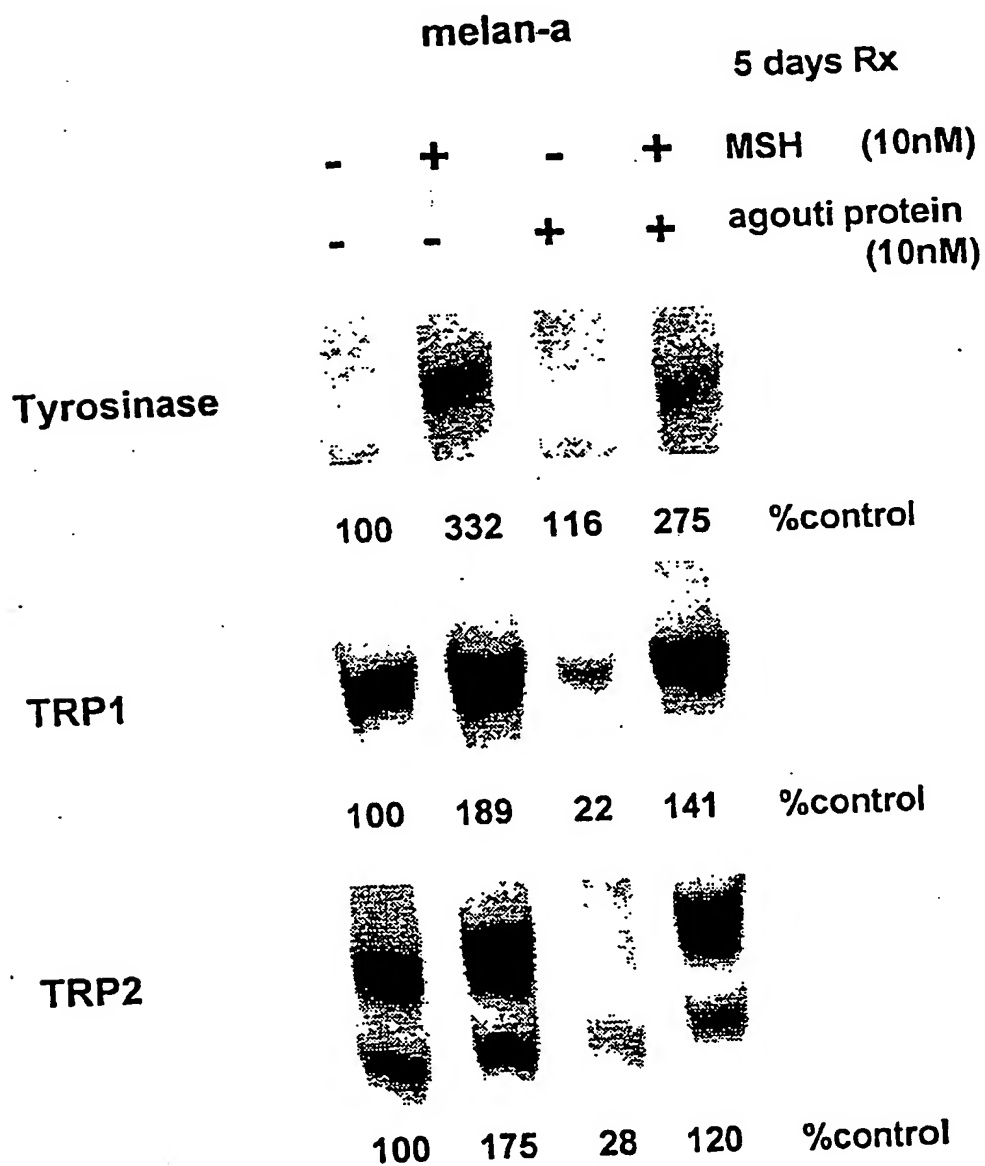 melan-a
5 days Rx
- + - + MSH (10nM)
- - + + agouti protein
(10nM)
Tyrosinase
100 332 116 275 %control
TRP1
100 189 22 141 %control
TRP2
100 175 28 120 %control